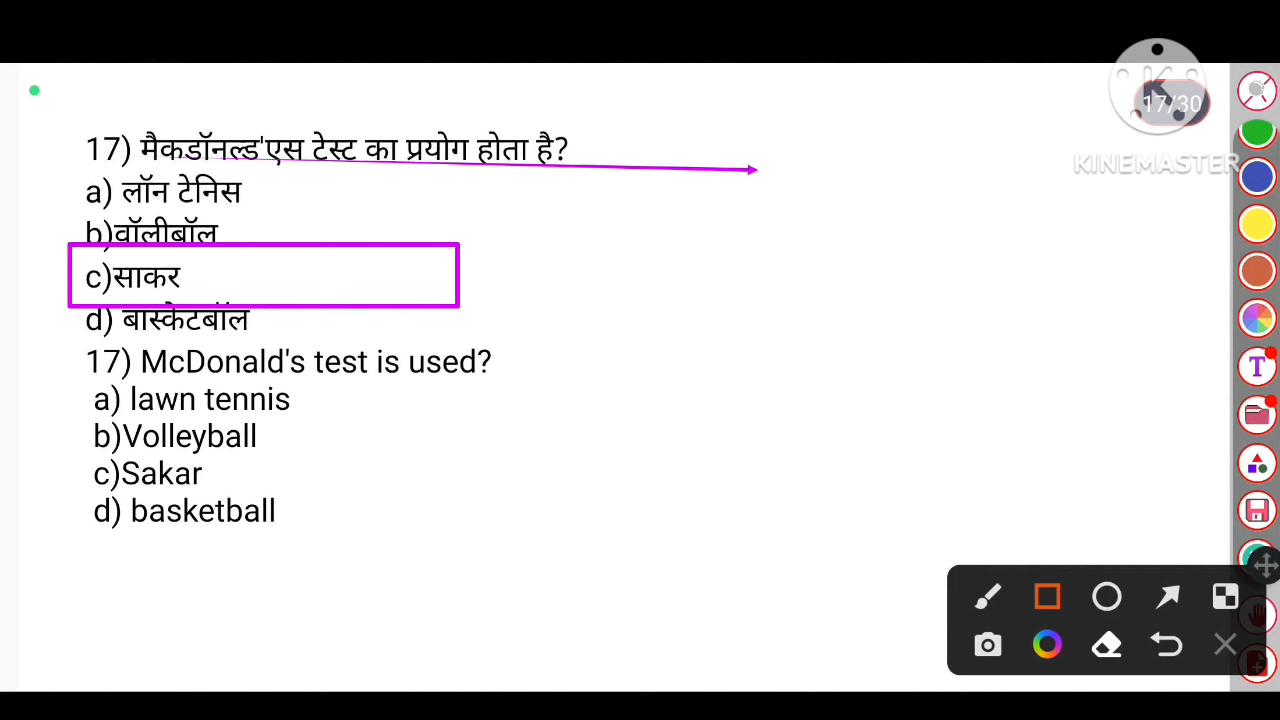 17/30
KINEMASTER
17) मैकडॉनल्ड'एस टेस्ट का प्रयोग होता है?
a) लॉन टेनिस
b)वॉलीबॉल
c)साकर
d) बास्केटबॉल
17) McDonald's test is used?
a) lawn tennis
b)Volleyball
c)Sakar
d) basketball
T